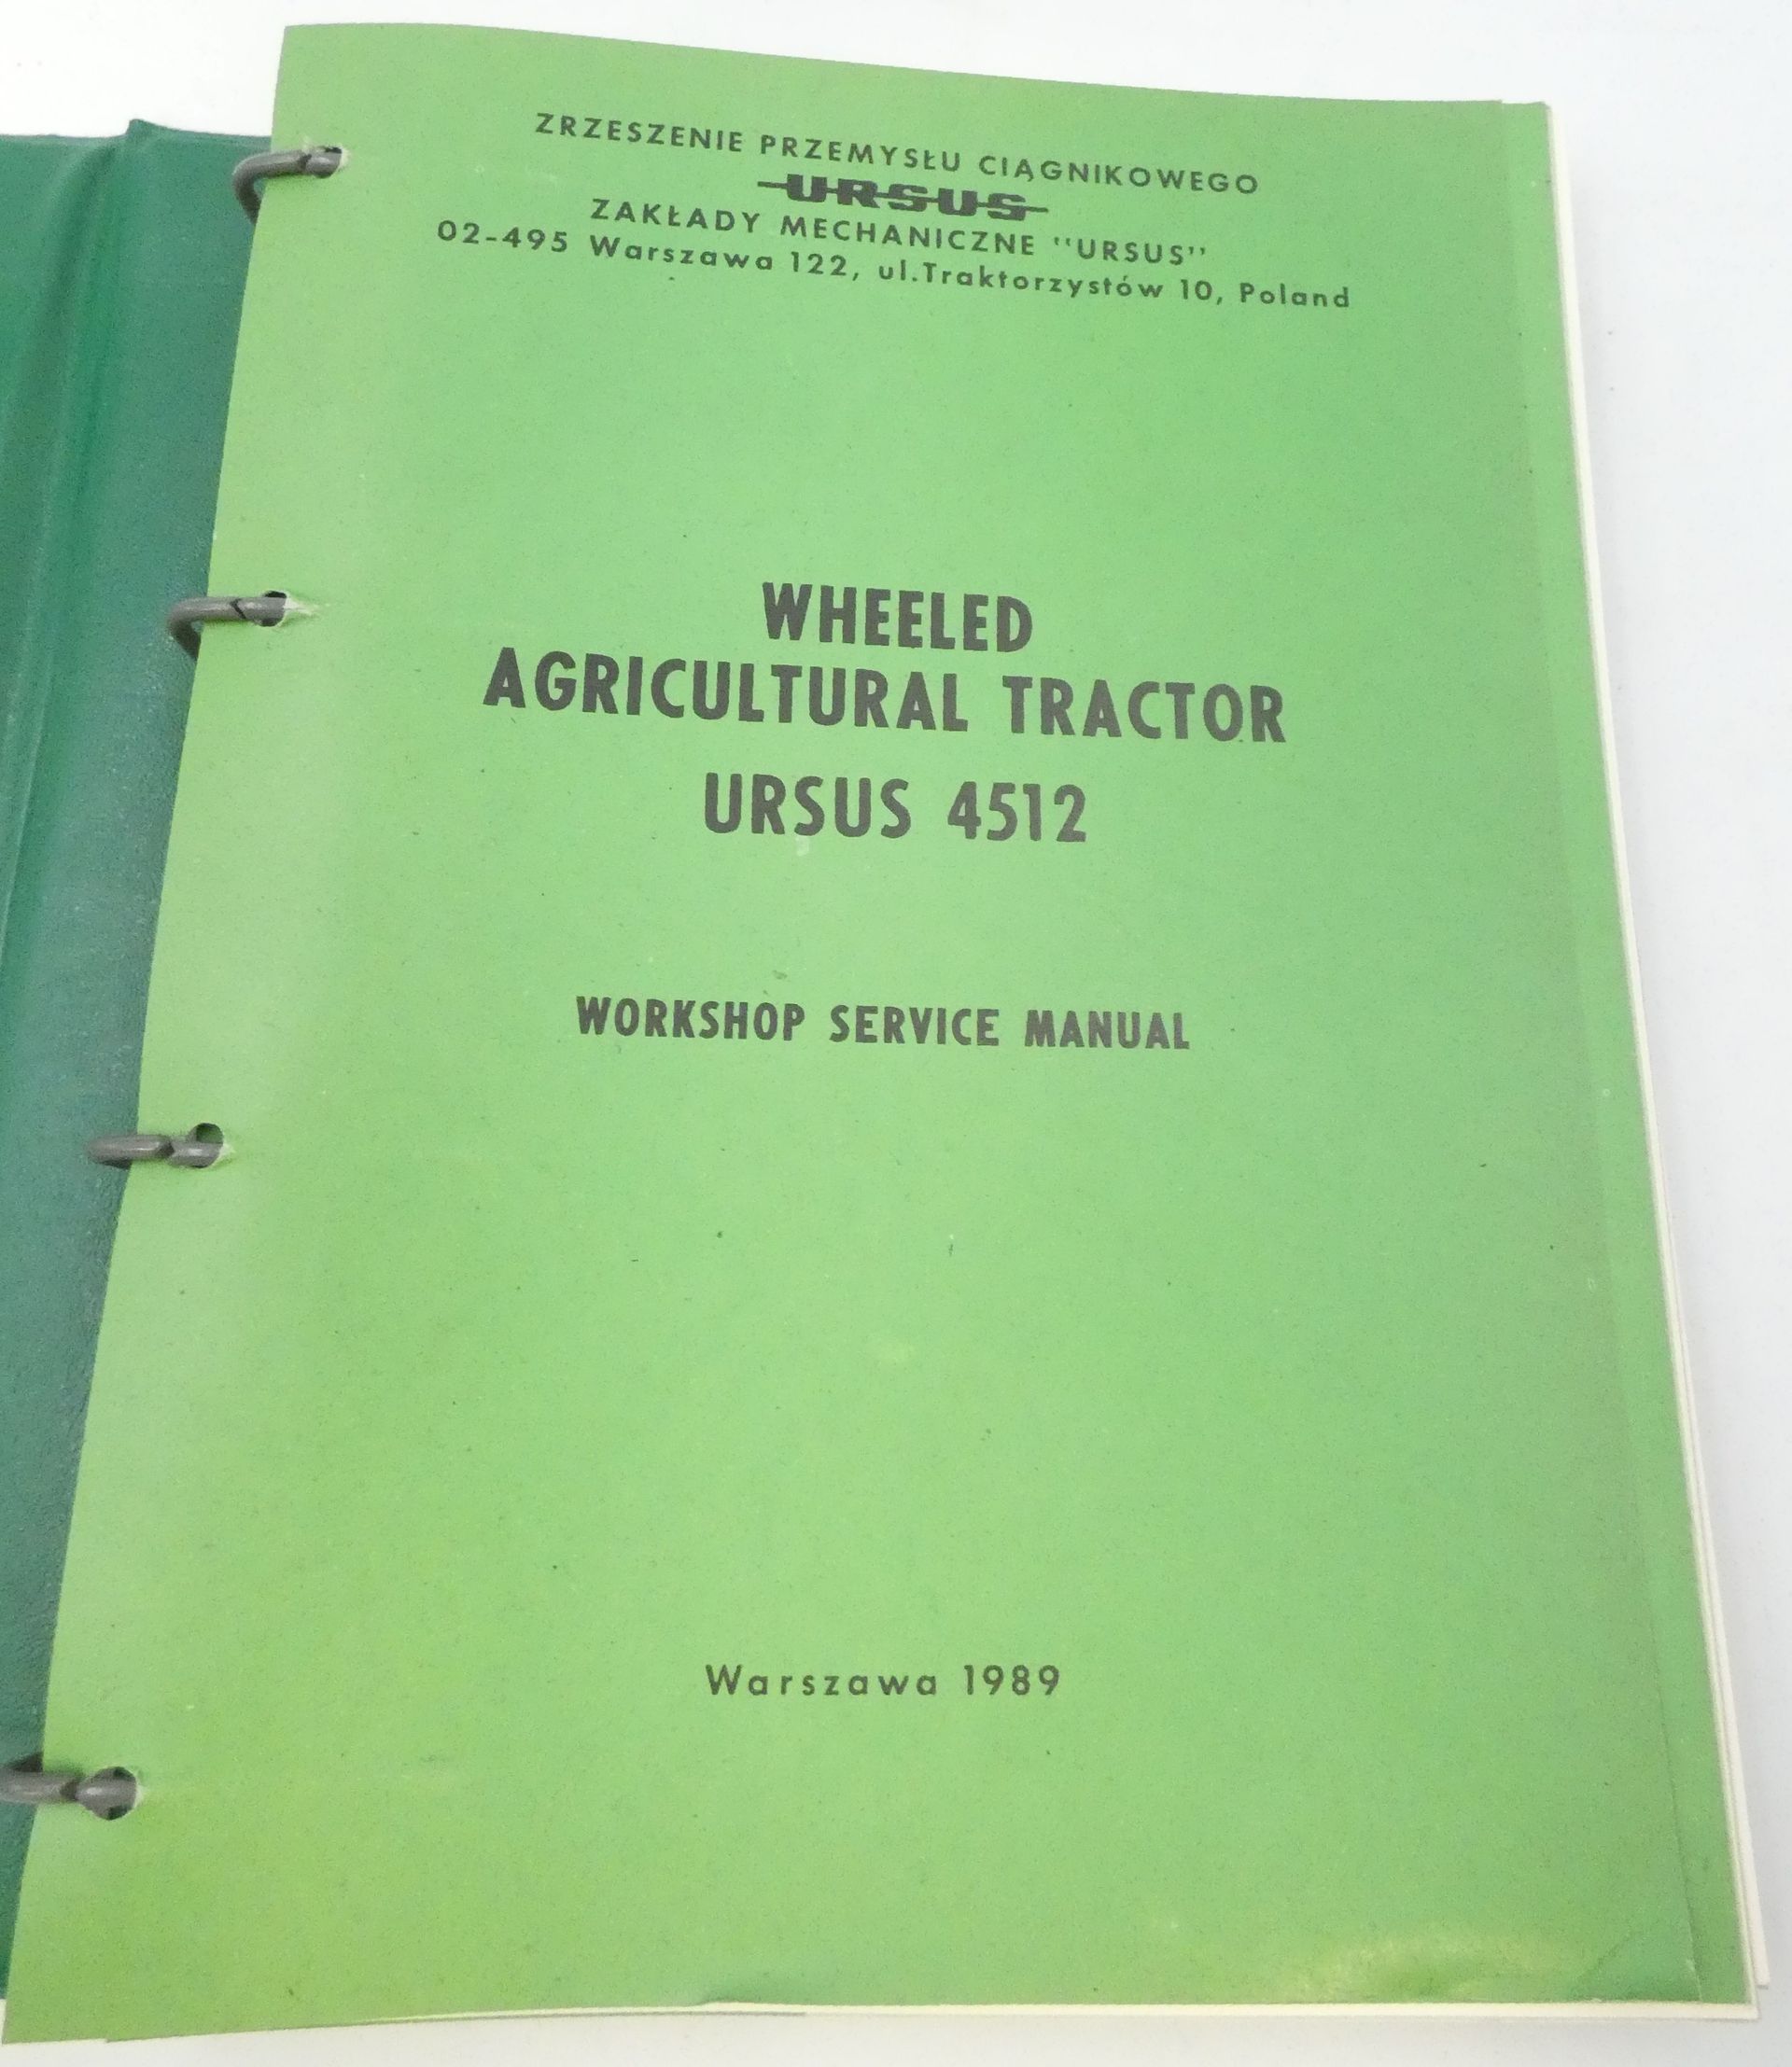 ZRZESZENIE PRZEMYSŁU CIĄGNIKOWEGO
URSUS
ZAKŁADY MECHANICZNE "URSUS"
02-495 Warszawa 122, ul.Traktorzystów 10, Poland
WHEELED
AGRICULTURAL TRACTOR
URSUS 4512
WORKSHOP SERVICE MANUAL
Warszawa 1989